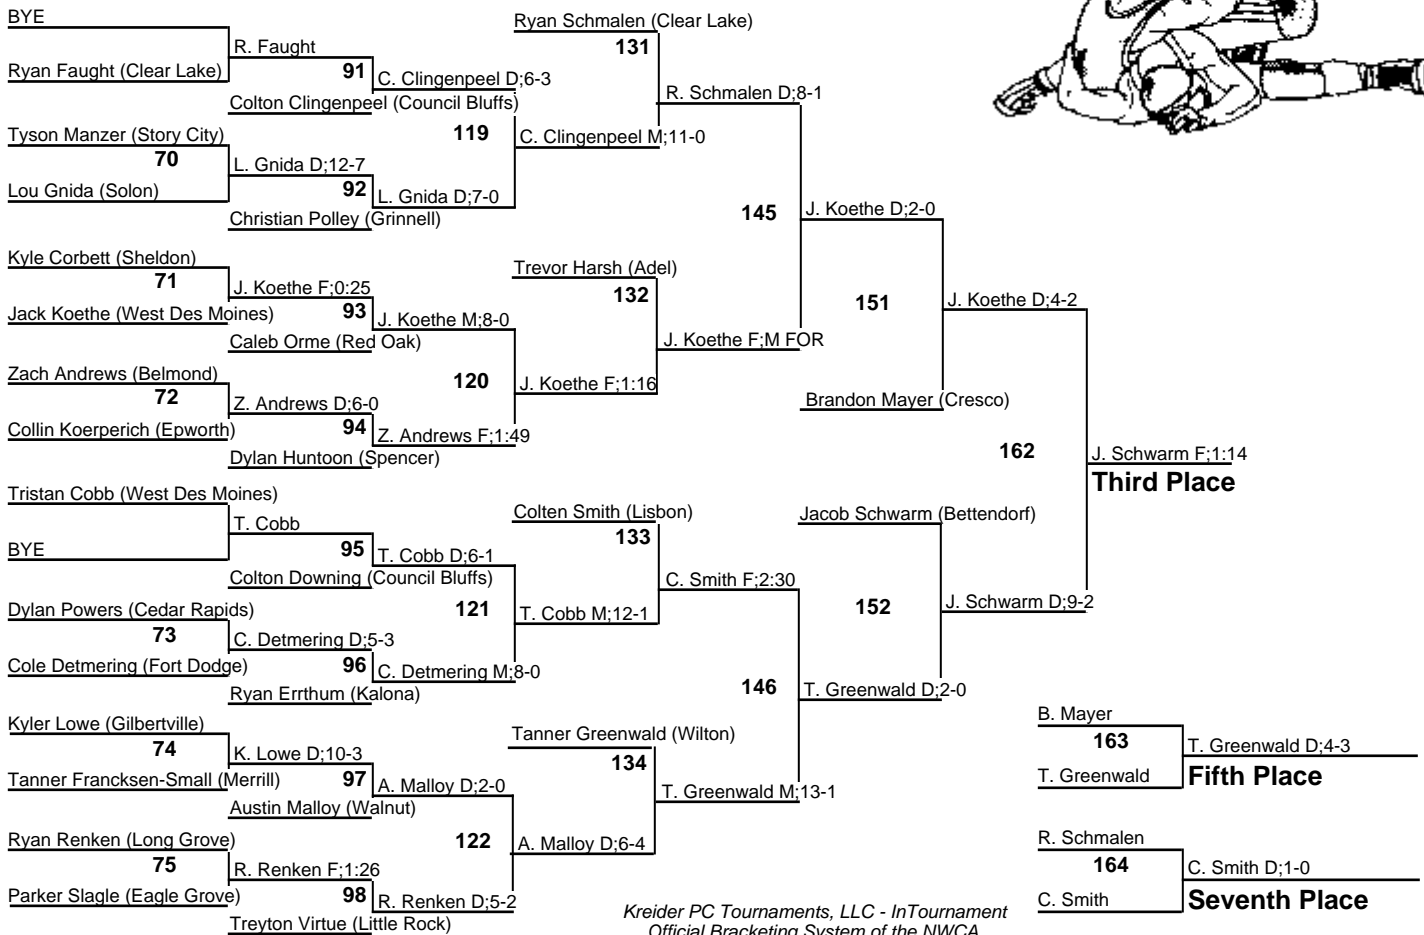 BYE
R. Faught
Ryan Faught (Clear Lake)
91
C. Clingenpeel D;6-3
Colton Clingenpeel (Council Bluffs)
Tyson Manzer (Story City)
70
L. Gnida D;12-7
Lou Gnida (Solon)
92
L. Gnida D;7-0
Christian Polley (Grinnell)
119
C. Clingenpeel M;11-0
Ryan Schmalen (Clear Lake)
131
R. Schmalen D;8-1
Kyle Corbett (Sheldon)
71
J. Koethe F;0:25
Jack Koethe (West Des Moines)
93
J. Koethe M;8-0
Caleb Orme (Red Oak)
Zach Andrews (Belmond)
72
Z. Andrews D;6-0
Collin Koerperich (Epworth)
94
Z. Andrews F;1:49
Dylan Huntoon (Spencer)
120
J. Koethe F;1:16
Trevor Harsh (Adel)
132
J. Koethe F;M FOR
145
J. Koethe D;2-0
151
J. Koethe D;4-2
Brandon Mayer (Cresco)
162
J. Schwarm F;1:14
Third Place
Tristan Cobb (West Des Moines)
T. Cobb
BYE
95
T. Cobb D;6-1
Colton Downing (Council Bluffs)
Dylan Powers (Cedar Rapids)
73
C. Detmering D;5-3
Cole Detmering (Fort Dodge)
96
C. Detmering M;8-0
Ryan Errthum (Kalona)
121
T. Cobb M;12-1
Colten Smith (Lisbon)
133
C. Smith F;2:30
Jacob Schwarm (Bettendorf)
152
J. Schwarm D;9-2
146
T. Greenwald D;2-0
Kyler Lowe (Gilbertville)
74
K. Lowe D;10-3
Tanner Francksen-Small (Merrill)
97
A. Malloy D;2-0
Austin Malloy (Walnut)
Ryan Renken (Long Grove)
75
R. Renken F;1:26
Parker Slagle (Eagle Grove)
98
R. Renken D;5-2
Treyton Virtue (Little Rock)
122
A. Malloy D;6-4
Tanner Greenwald (Wilton)
134
T. Greenwald M;13-1
B. Mayer
163
T. Greenwald D;4-3
T. Greenwald
Fifth Place
R. Schmalen
164
C. Smith D;1-0
C. Smith
Seventh Place
Kreider PC Tournaments, LLC - InTournament
Official Bracketing System of the NWCA